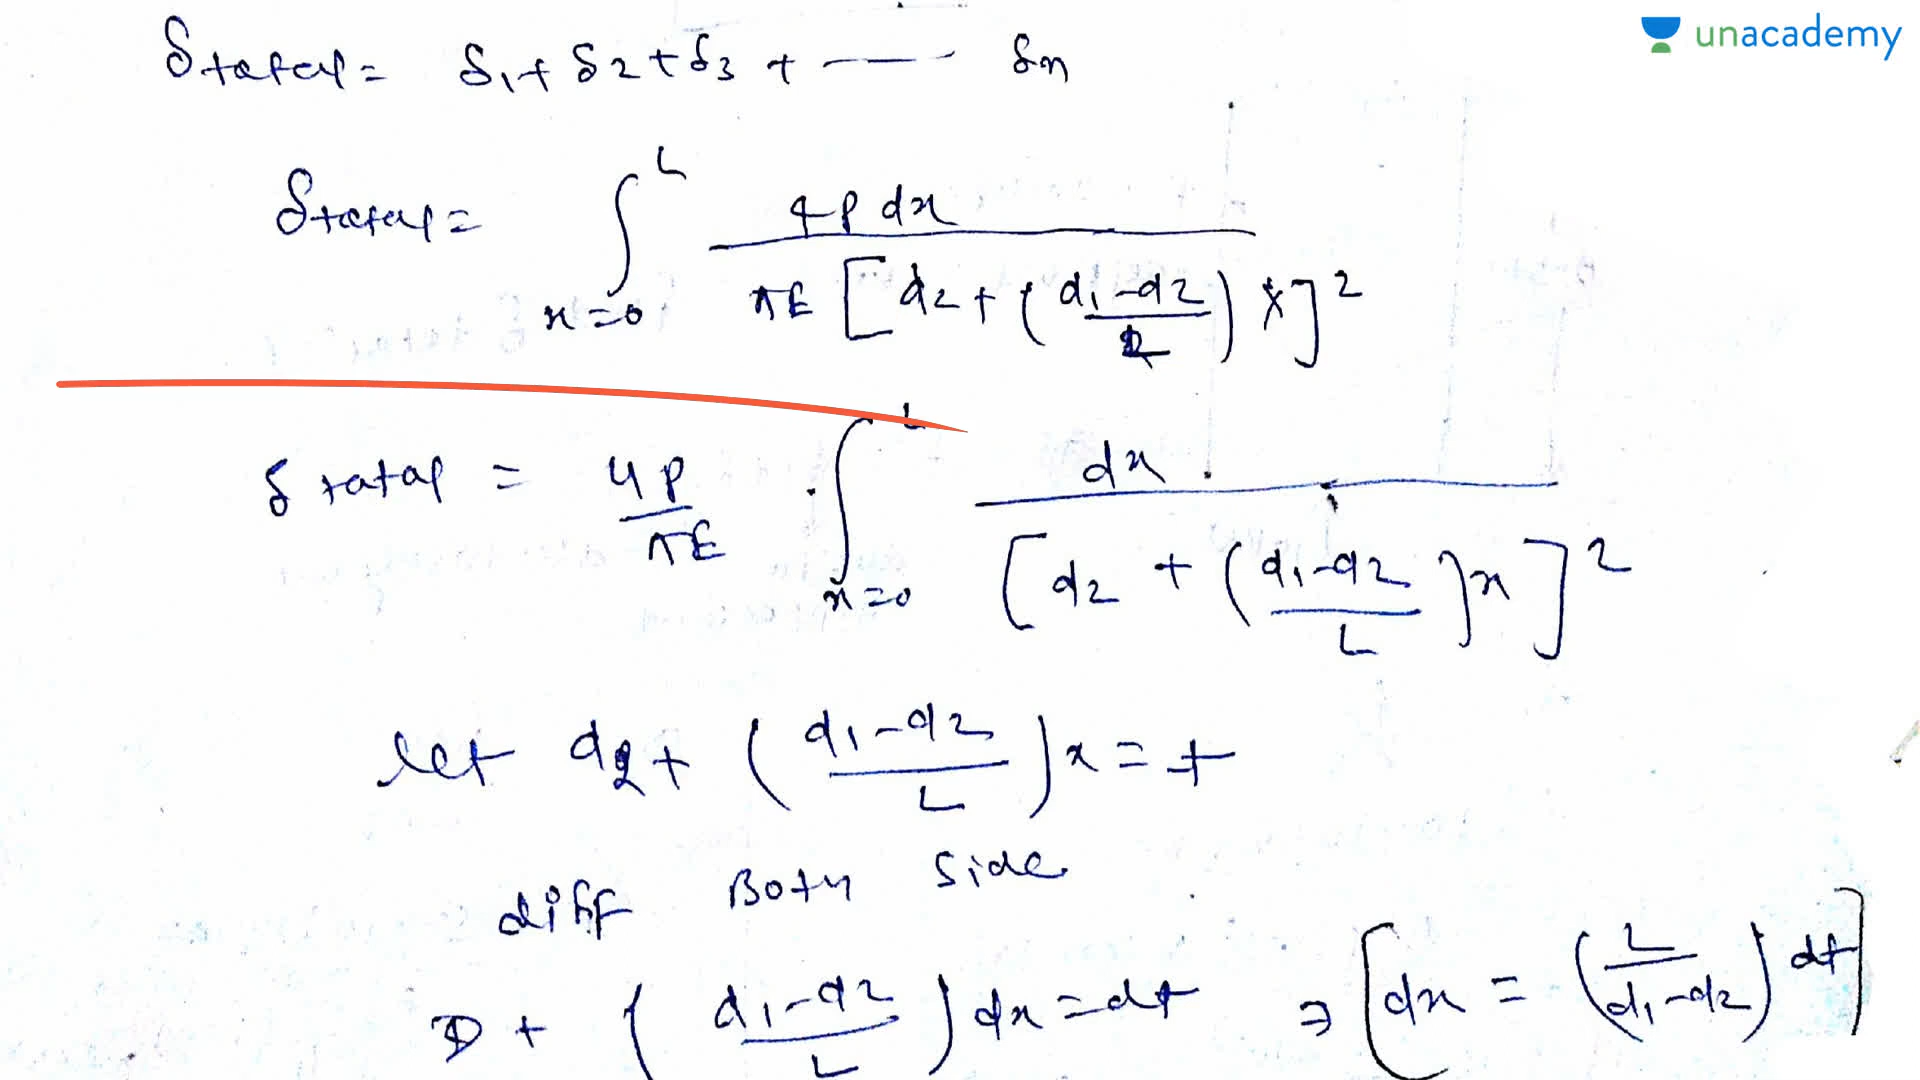 unacademy
δtotal = δ1 + δ2 + δ3 + —— δn
δtotal = ∫_{x=0}^{L} 4P dx / πE [d2 + (d1-d2/L) x]^2
δ total = 4P/πE · ∫_{x=0}^{L} dx / [d2 + (d1-d2/L) x]^2
let d2 + (d1-d2/L) x = t
diff Both side
0 + (d1-d2/L) dx = dt ⇒ [dx = (L/d1-d2) dt]